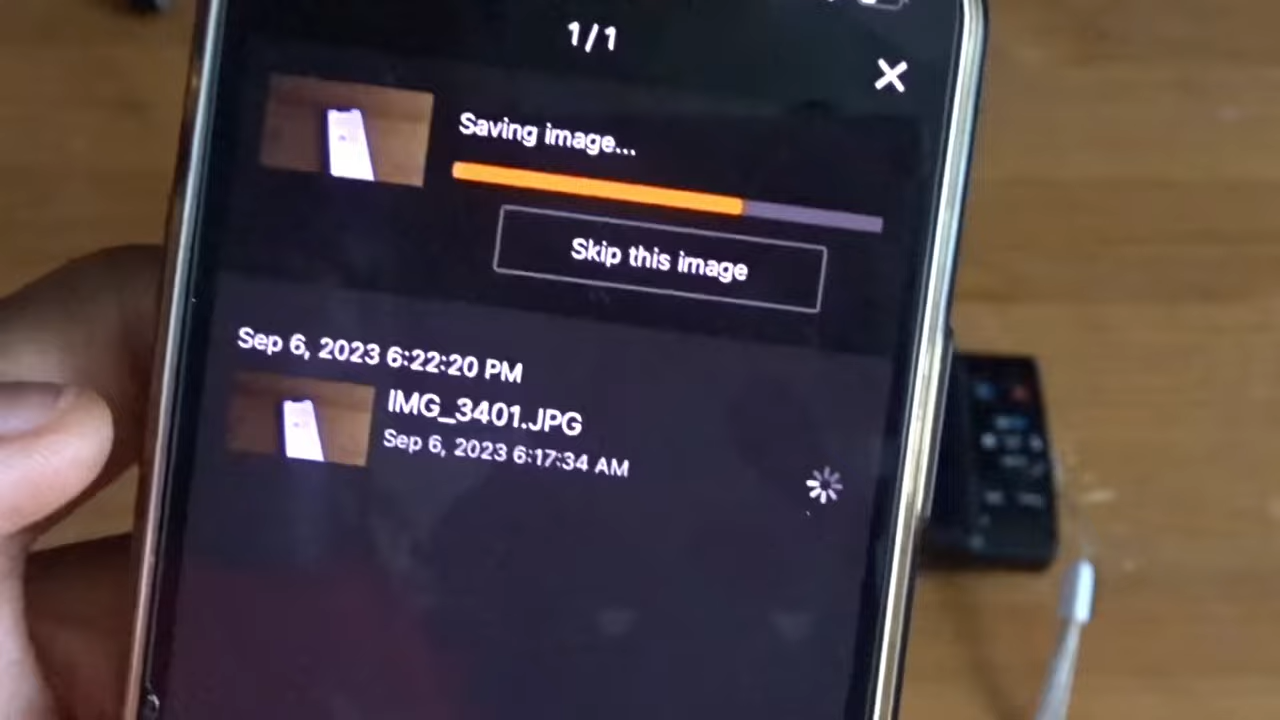 1/1
Saving image...
Skip this image
Sep 6, 2023 6:22:20 PM
IMG_3401.JPG
Sep 6, 2023 6:17:34 AM